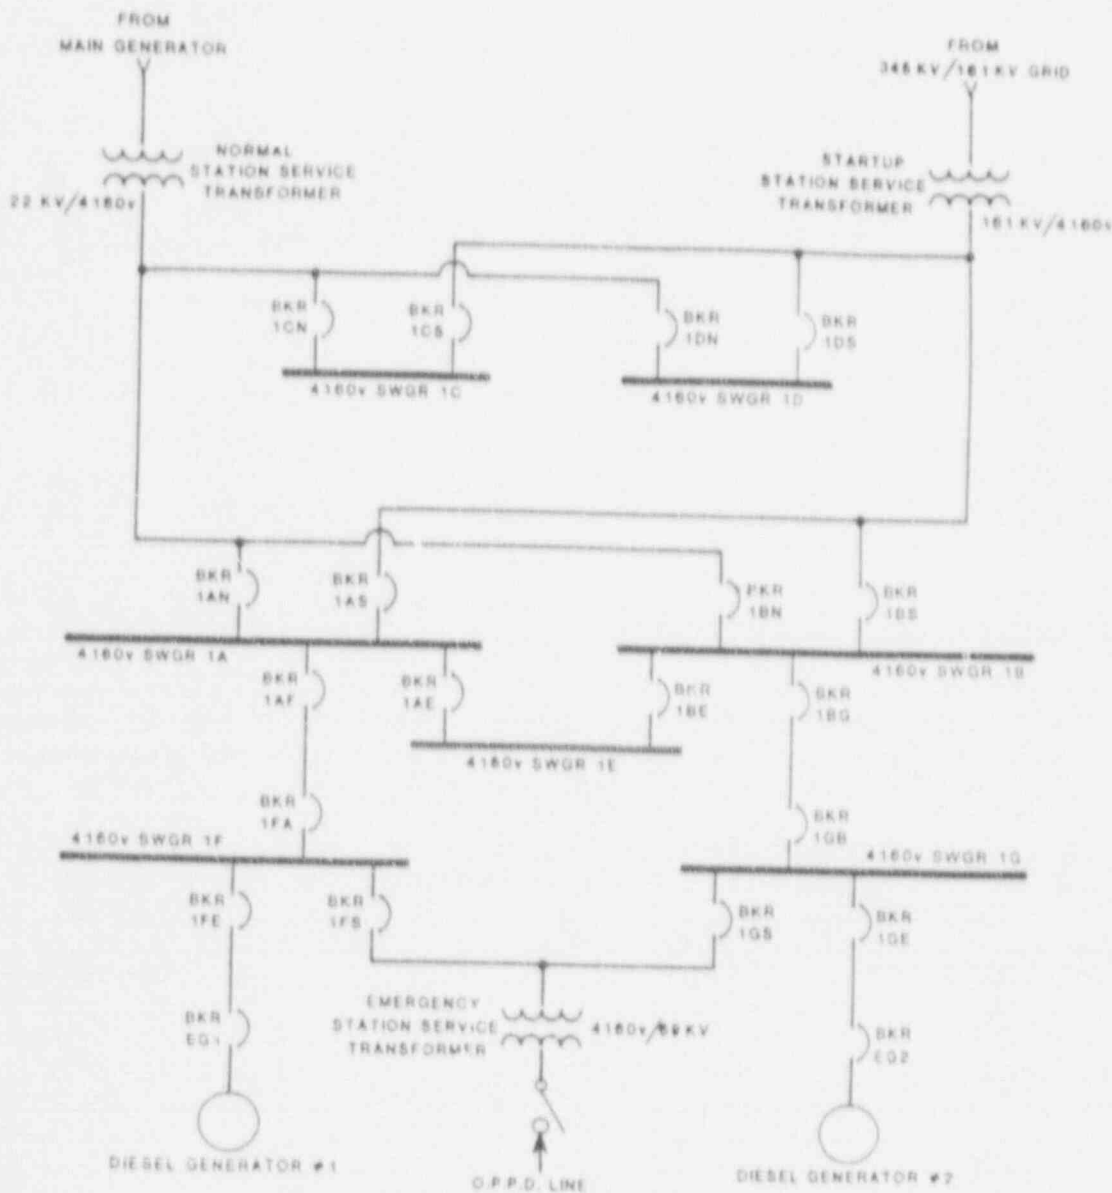 FROM
MAIN GENERATOR
FROM
345 KV/161 KV GRID
NORMAL
STATION SERVICE
TRANSFORMER
22 KV/4160v
STARTUP
STATION SERVICE
TRANSFORMER
161 KV/4160v
BKR
1CN
BKR
1CS
BKR
1DN
BKR
1DS
4160v SWGR 1C
4160v SWGR 1D
BKR
1AN
BKR
1AS
BKR
1BN
BKR
1BS
4160v SWGR 1A
4160v SWGR 1B
BKR
1AF
BKR
1AE
BKR
1BE
BKR
1BG
4160v SWGR 1E
BKR
1FA
BKR
1GB
4160v SWGR 1F
4160v SWGR 1G
BKR
1FE
BKR
1FS
BKR
1GS
BKR
1GE
EMERGENCY
STATION SERVICE
TRANSFORMER
4160v/69 KV
BKR
EG1
BKR
EG2
DIESEL GENERATOR #1
O.P.P.D. LINE
DIESEL GENERATOR #2